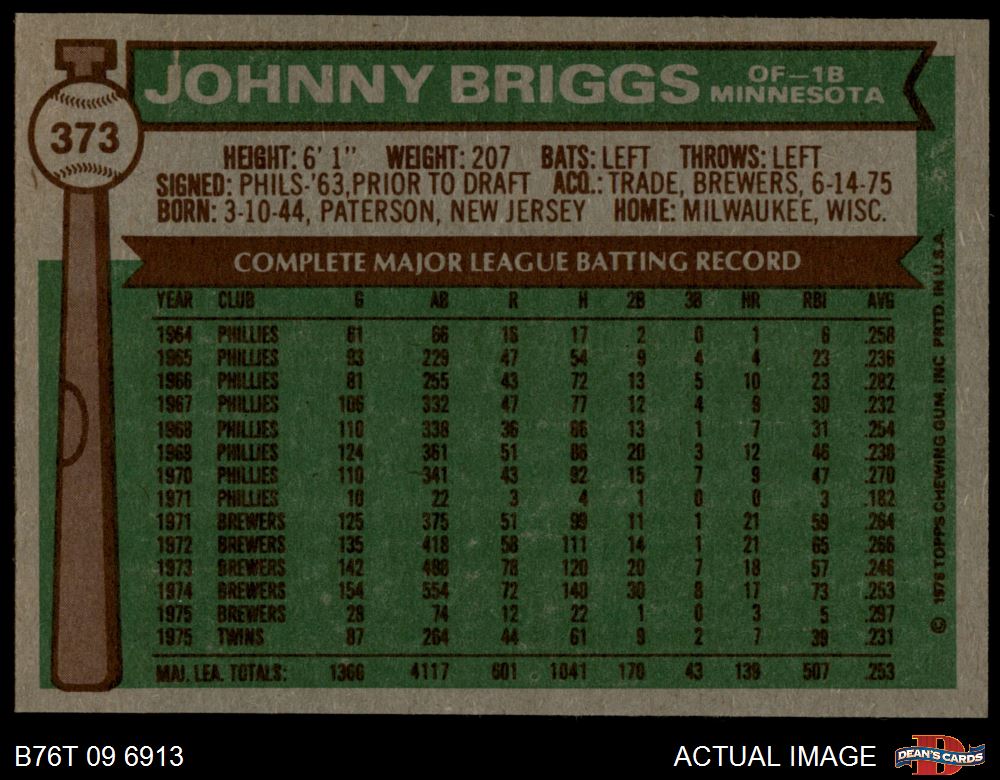 373
JOHNNY BRIGGS OF—1B MINNESOTA
HEIGHT: 6' 1" WEIGHT: 207 BATS: LEFT THROWS: LEFT
SIGNED: PHILS-'63, PRIOR TO DRAFT ACQ.: TRADE, BREWERS, 6-14-75
BORN: 3-10-44, PATERSON, NEW JERSEY HOME: MILWAUKEE, WISC.
COMPLETE MAJOR LEAGUE BATTING RECORD
YEAR CLUB G AB R H 2B 3B HR RBI AVG
1964 PHILLIES 61 66 16 17 2 0 1 6 .258
1965 PHILLIES 93 229 47 54 9 4 4 23 .236
1966 PHILLIES 81 255 43 72 13 5 10 23 .282
1967 PHILLIES 106 332 47 77 12 4 9 30 .232
1968 PHILLIES 110 338 36 86 13 1 7 31 .254
1969 PHILLIES 124 361 51 86 20 3 12 46 .238
1970 PHILLIES 110 341 43 92 15 7 9 47 .270
1971 PHILLIES 10 22 3 4 1 0 0 3 .182
1971 BREWERS 125 375 51 99 11 1 21 59 .264
1972 BREWERS 135 418 58 111 14 1 21 65 .266
1973 BREWERS 142 488 78 120 20 7 18 57 .246
1974 BREWERS 154 554 72 140 30 8 17 73 .253
1975 BREWERS 28 74 12 22 1 0 3 5 .297
1975 TWINS 87 264 44 61 9 2 7 39 .231
MAJ. LEA. TOTALS: 1366 4117 601 1041 170 43 139 507 .253
© 1976 TOPPS CHEWING GUM, INC PRTD. IN U.S.A.
B76T 09 6913
ACTUAL IMAGE
DEAN'S CARDS